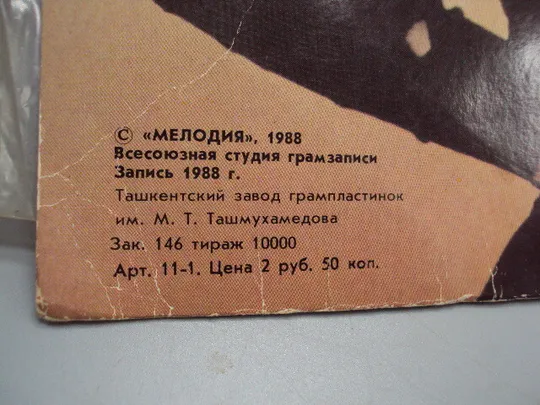 © «МЕЛОДИЯ», 1988
Всесоюзная студия грамзаписи
Запись 1988 г.
Ташкентский завод грампластинок
им. М. Т. Ташмухамедова
Зак. 146 тираж 10000
Арт. 11-1. Цена 2 руб. 50 коп.